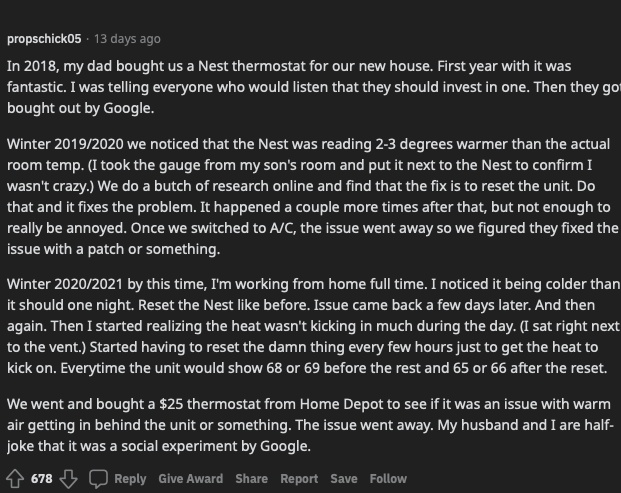 propschick05 · 13 days ago
In 2018, my dad bought us a Nest thermostat for our new house. First year with it was
fantastic. I was telling everyone who would listen that they should invest in one. Then they got
bought out by Google.
Winter 2019/2020 we noticed that the Nest was reading 2-3 degrees warmer than the actual
room temp. (I took the gauge from my son's room and put it next to the Nest to confirm I
wasn't crazy.) We do a butch of research online and find that the fix is to reset the unit. Do
that and it fixes the problem. It happened a couple more times after that, but not enough to
really be annoyed. Once we switched to A/C, the issue went away so we figured they fixed the
issue with a patch or something.
Winter 2020/2021 by this time, I'm working from home full time. I noticed it being colder than
it should one night. Reset the Nest like before. Issue came back a few days later. And then
again. Then I started realizing the heat wasn't kicking in much during the day. (I sat right next
to the vent.) Started having to reset the damn thing every few hours just to get the heat to
kick on. Everytime the unit would show 68 or 69 before the rest and 65 or 66 after the reset.
We went and bought a $25 thermostat from Home Depot to see if it was an issue with warm
air getting in behind the unit or something. The issue went away. My husband and I are half-
joke that it was a social experiment by Google.
678 Reply Give Award Share Report Save Follow